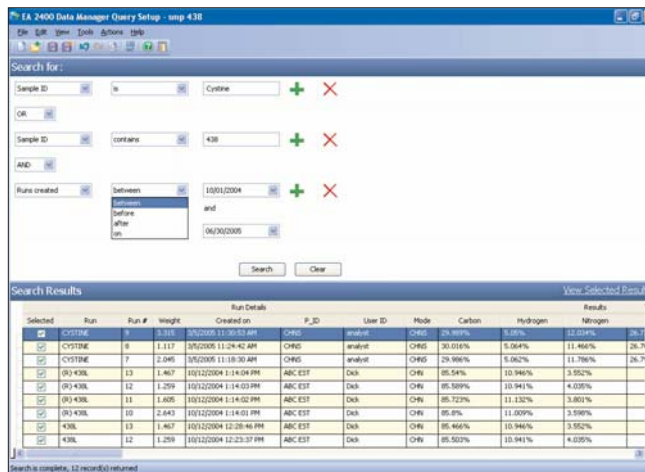 EA 2400 Data Manager Query Setup - smp 438
File Edit View Tools Actions Help
Search for:
Sample ID is Cystine
OR
Sample ID contains 438
AND
Runs created between 10/01/2004
between and
before
after
on 06/30/2005
Search Clear
Search Results View Selected Resul
Run Details Results
Selected Run Run # Weight Created on P_ID User ID Mode Carbon Hydrogen Nitrogen
CYSTINE 9 3.315 3/5/2005 11:30:53 AM CHNS analyst CHNS 29.989% 5.05% 12.034% 26.7
CYSTINE 8 1.117 3/5/2005 11:24:42 AM CHNS analyst CHNS 30.016% 5.064% 11.466% 26.7
CYSTINE 7 2.045 3/5/2005 11:18:30 AM CHNS analyst CHNS 29.986% 5.062% 11.786% 26.7
(R) 438L 13 1.467 10/12/2004 1:14:04 PM ABC EST Dick CHN 85.54% 10.946% 3.552%
(R) 438L 12 1.259 10/12/2004 1:14:03 PM ABC EST Dick CHN 85.589% 10.941% 4.035%
(R) 438L 11 1.605 10/12/2004 1:14:02 PM ABC EST Dick CHN 85.723% 11.132% 3.801%
(R) 438L 10 2.643 10/12/2004 1:14:01 PM ABC EST Dick CHN 85.8% 11.009% 3.598%
438L 13 1.467 10/12/2004 12:28:46 PM ABC EST Dick CHN 85.466% 10.946% 3.552%
438L 12 1.259 10/12/2004 12:23:37 PM ABC EST Dick CHN 85.503% 10.941% 4.035%
Search is complete, 12 record(s) returned